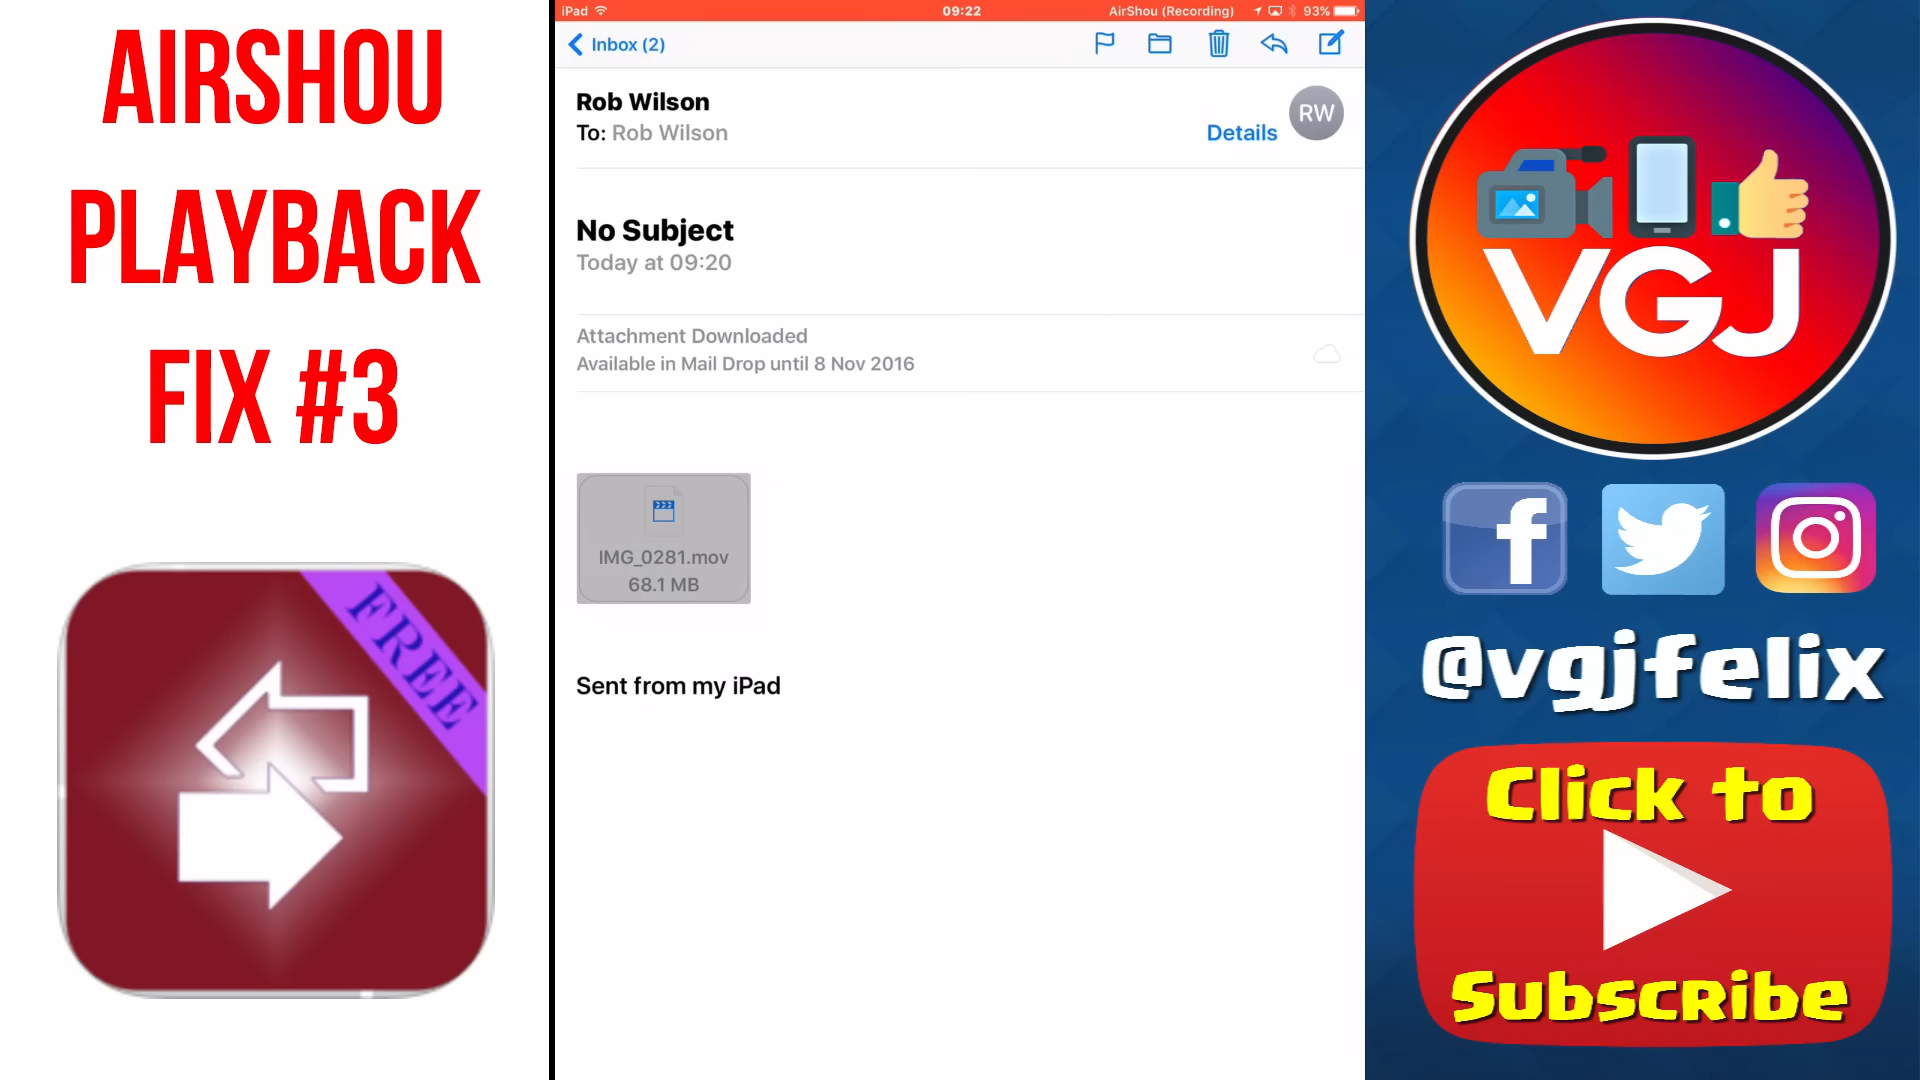 AIRSHOU
PLAYBACK
FIX #3
FREE
iPad
09:22
AirShou (Recording)
93%
Inbox (2)
Rob Wilson
To: Rob Wilson
Details
RW
No Subject
Today at 09:20
Attachment Downloaded
Available in Mail Drop until 8 Nov 2016
IMG_0281.mov
68.1 MB
Sent from my iPad
VGJ
f
@vgjfelix
Click to
Subscribe